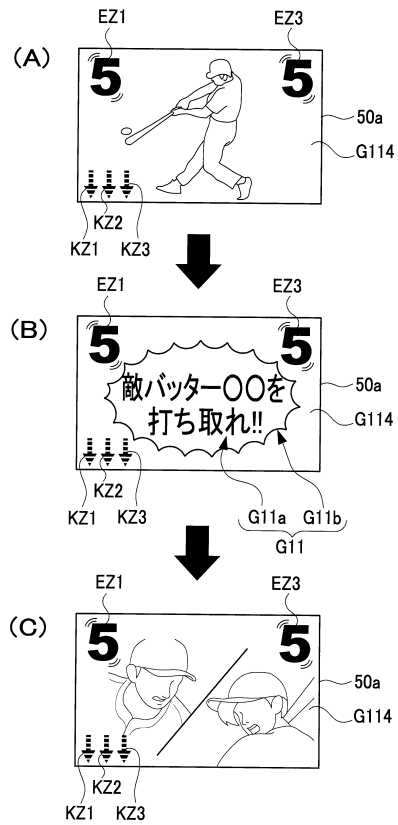 EZ1 EZ3
(A)
5 5
50a
G114
KZ1 KZ2 KZ3
EZ1 EZ3
(B)
5 5
敵バッター〇〇を
打ち取れ!!
50a
G114
KZ1 KZ2 KZ3
G11a G11b
G11
EZ1 EZ3
(C)
5 5
50a
G114
KZ1 KZ2 KZ3